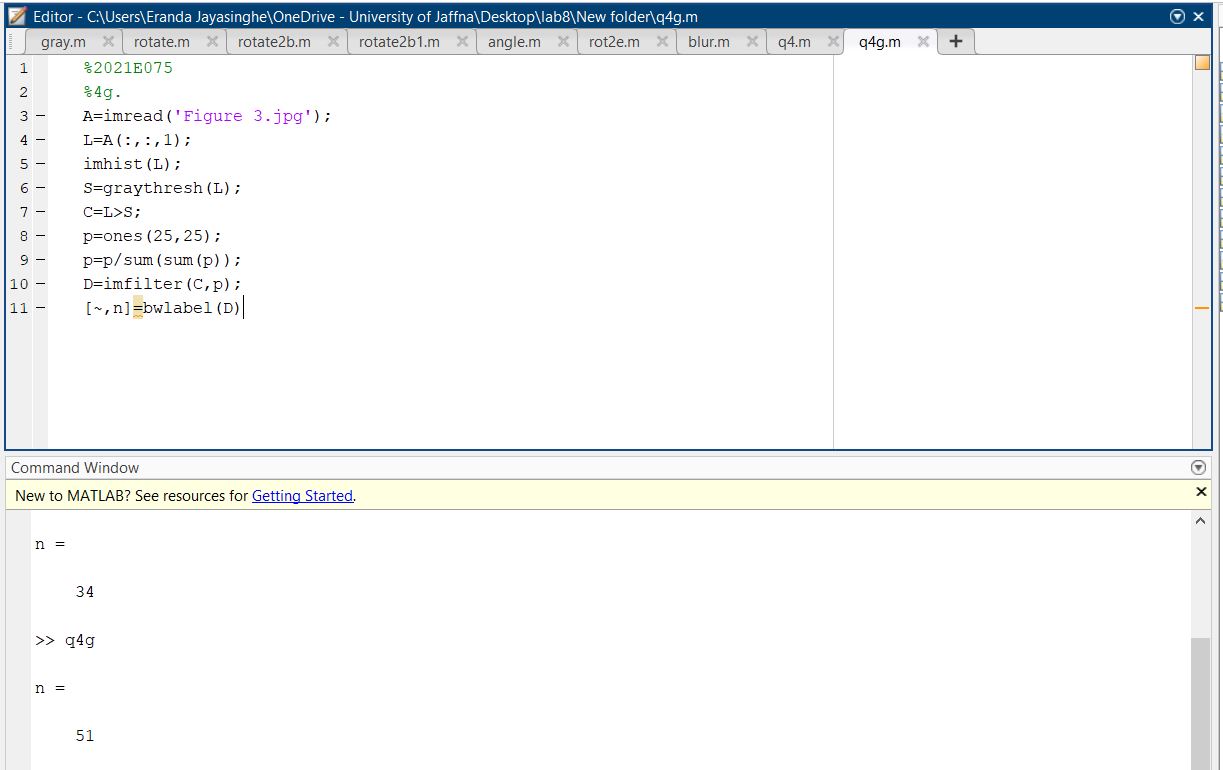 Editor - C:\Users\Eranda Jayasinghe\OneDrive - University of Jaffna\Desktop\lab8\New folder\q4g.m
gray.m rotate.m rotate2b.m rotate2b1.m angle.m rot2e.m blur.m q4.m q4g.m +
1 %2021E075
2 %4g.
3 – A=imread('Figure 3.jpg');
4 – L=A(:,:,1);
5 – imhist(L);
6 – S=graythresh(L);
7 – C=L>S;
8 – p=ones(25,25);
9 – p=p/sum(sum(p));
10 – D=imfilter(C,p);
11 – [~,n]=bwlabel(D)
Command Window
New to MATLAB? See resources for Getting Started.
n =
34
>> q4g
n =
51